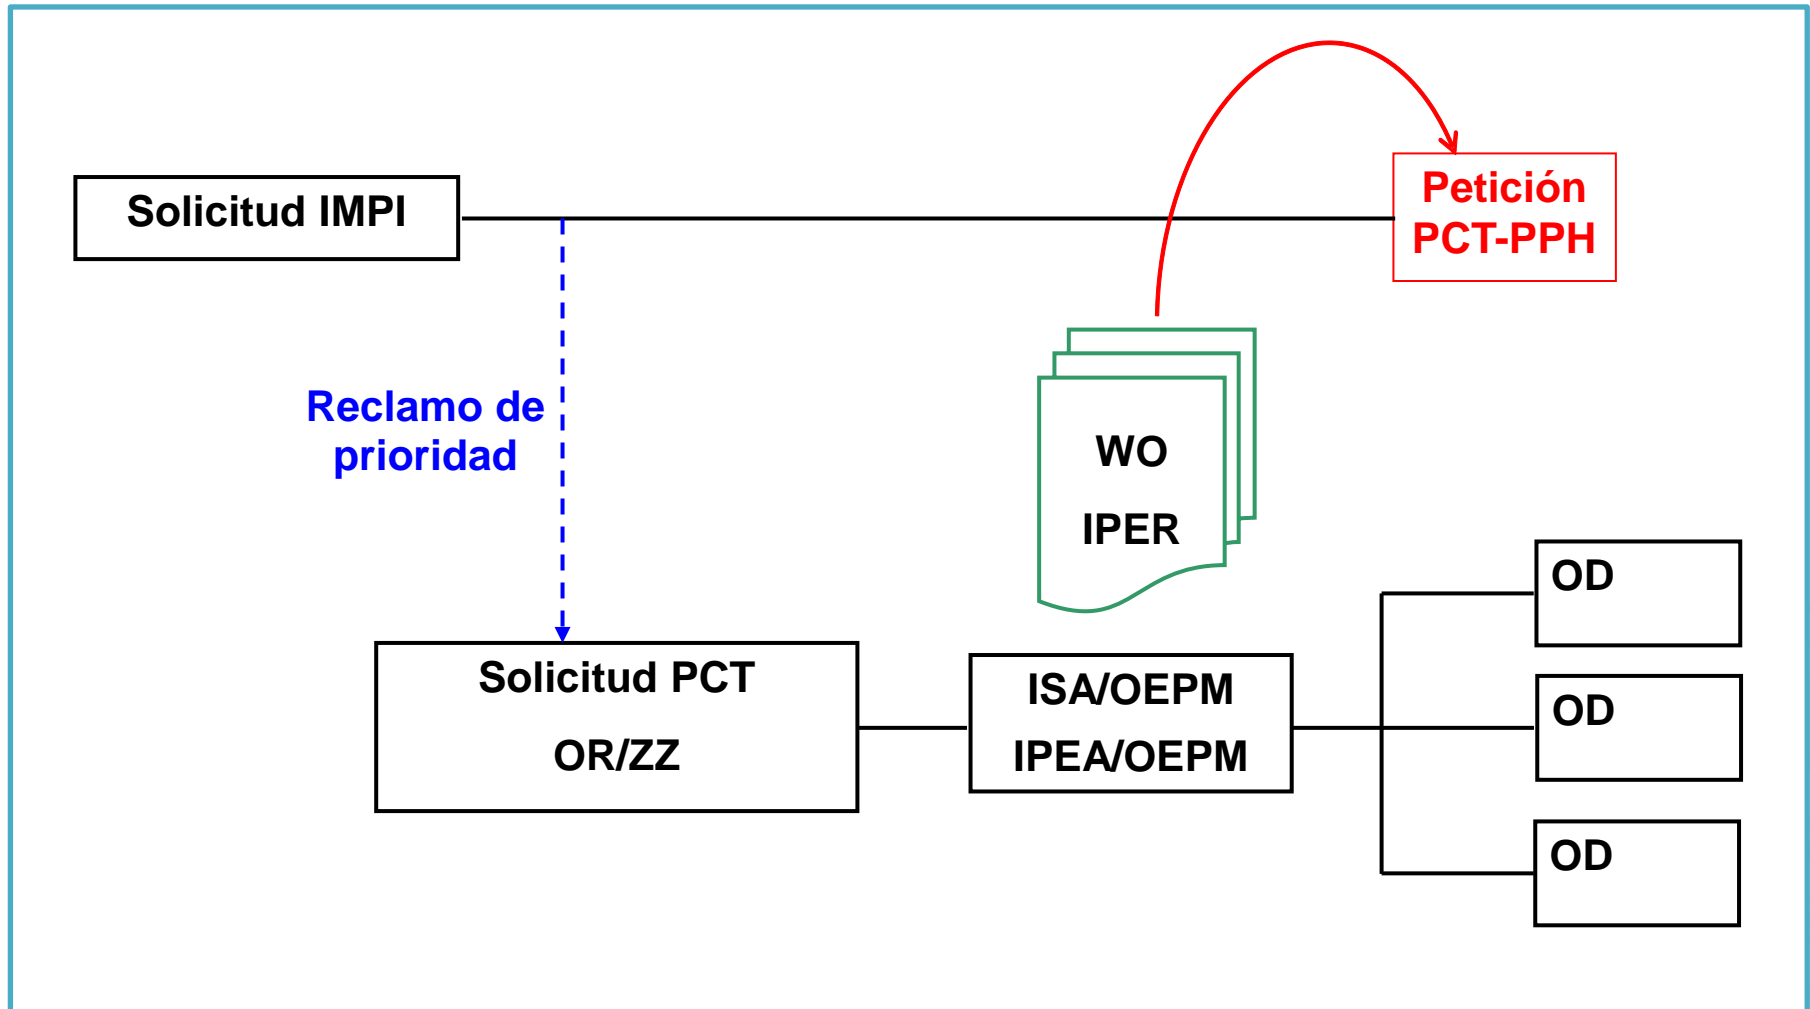 Solicitud IMPI
Petición
PCT-PPH
Reclamo de
prioridad
WO
IPER
Solicitud PCT
OR/ZZ
ISA/OEPM
IPEA/OEPM
OD
OD
OD